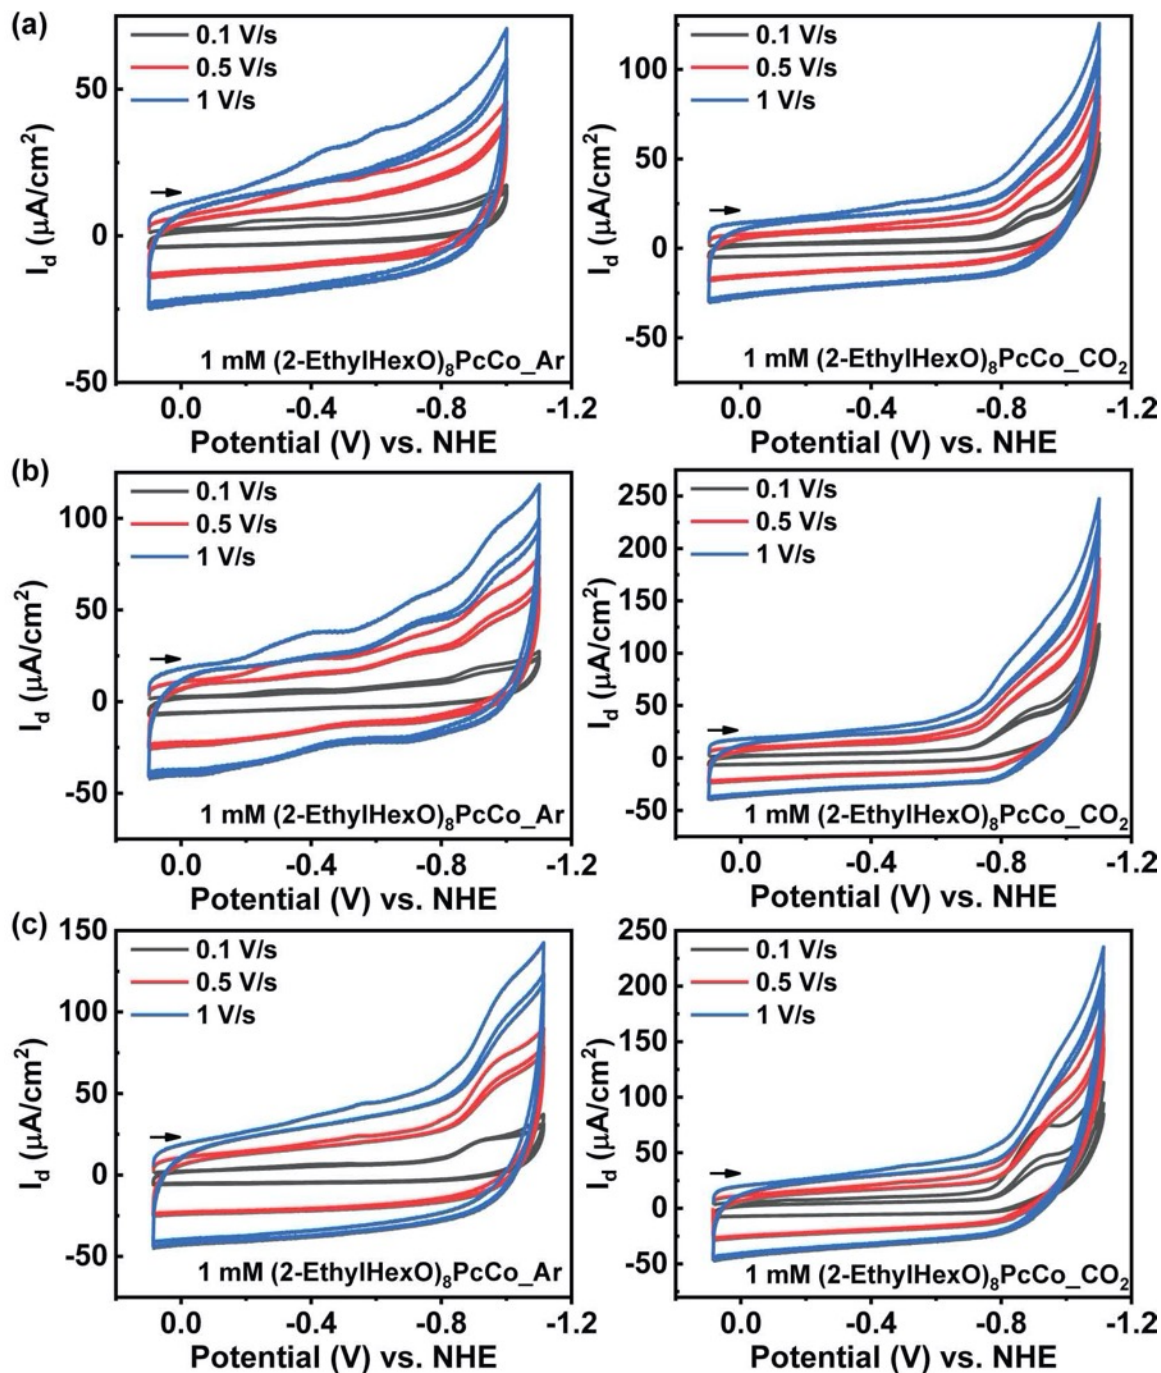 (a)
0.1 V/s
0.5 V/s
1 V/s
50
0
-50
I_d (μA/cm²)
1 mM (2-EthylHexO)₈PcCo_Ar
0.0 -0.4 -0.8 -1.2
Potential (V) vs. NHE
0.1 V/s
0.5 V/s
1 V/s
100
50
0
-50
I_d (μA/cm²)
1 mM (2-EthylHexO)₈PcCo_CO₂
0.0 -0.4 -0.8 -1.2
Potential (V) vs. NHE
(b)
0.1 V/s
0.5 V/s
1 V/s
100
50
0
-50
I_d (μA/cm²)
1 mM (2-EthylHexO)₈PcCo_Ar
0.0 -0.4 -0.8 -1.2
Potential (V) vs. NHE
0.1 V/s
0.5 V/s
1 V/s
250
200
150
100
50
0
-50
I_d (μA/cm²)
1 mM (2-EthylHexO)₈PcCo_CO₂
0.0 -0.4 -0.8 -1.2
Potential (V) vs. NHE
(c)
0.1 V/s
0.5 V/s
1 V/s
150
100
50
0
-50
I_d (μA/cm²)
1 mM (2-EthylHexO)₈PcCo_Ar
0.0 -0.4 -0.8 -1.2
Potential (V) vs. NHE
0.1 V/s
0.5 V/s
1 V/s
250
200
150
100
50
0
-50
I_d (μA/cm²)
1 mM (2-EthylHexO)₈PcCo_CO₂
0.0 -0.4 -0.8 -1.2
Potential (V) vs. NHE